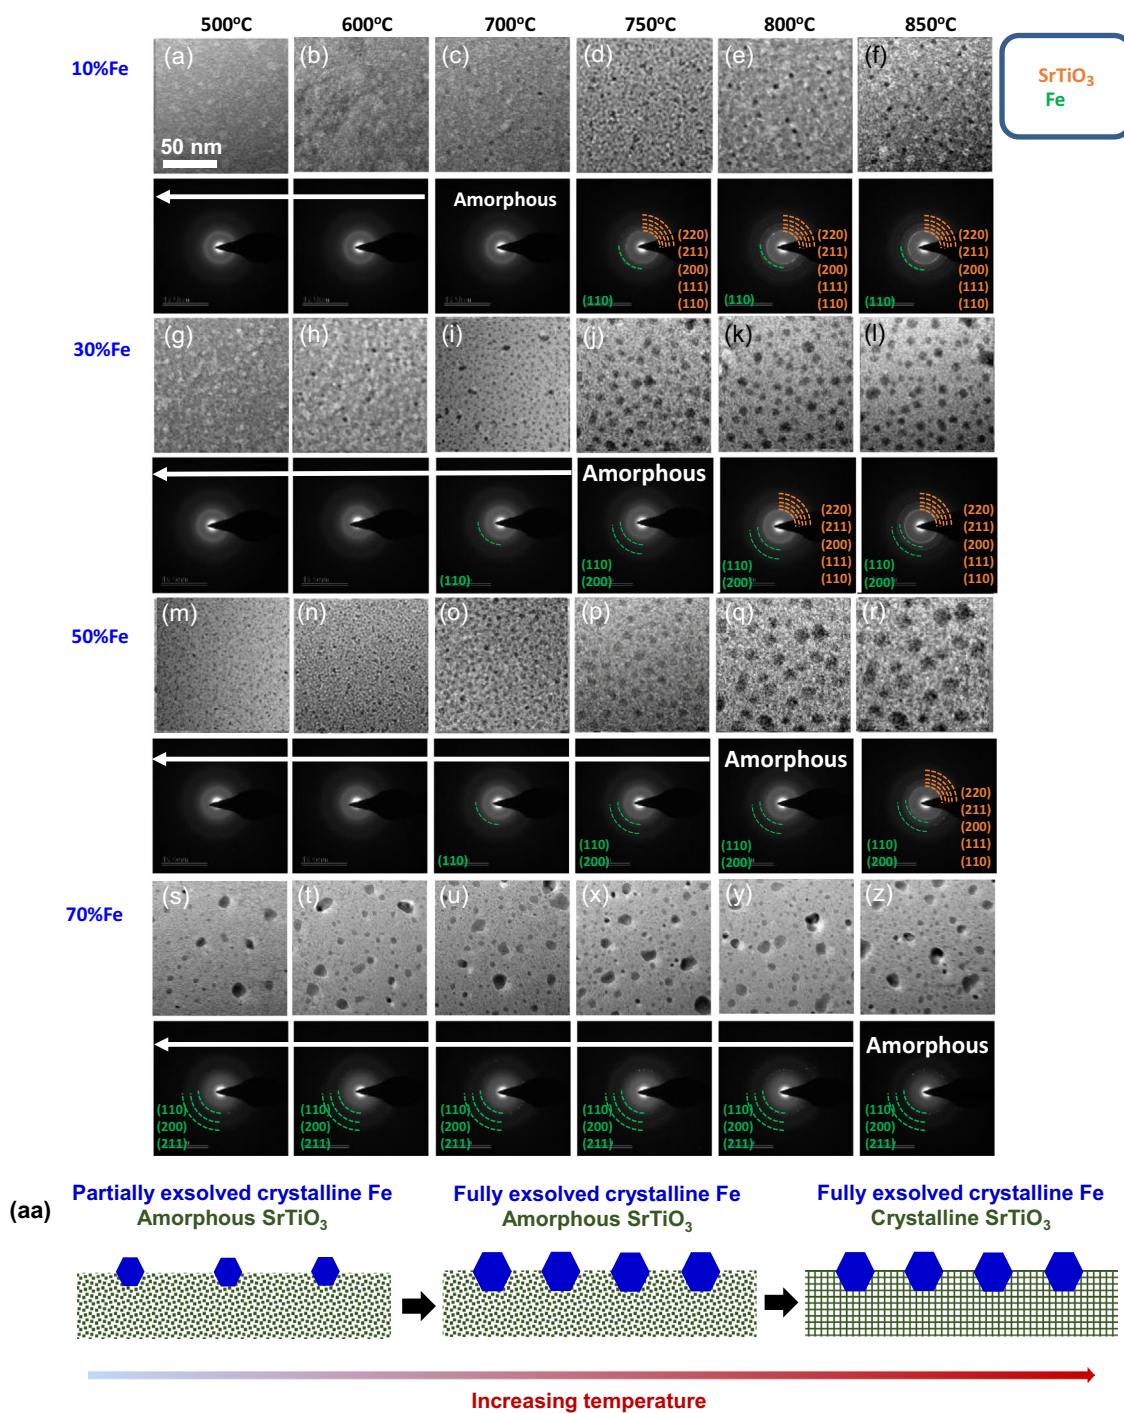 500°C 600°C 700°C 750°C 800°C 850°C
10%Fe
(a) (b) (c) (d) (e) (f)
SrTiO3
Fe
50 nm
Amorphous
(220) (220) (220)
(211) (211) (211)
(200) (200) (200)
(111) (111) (111)
(110) (110) (110) (110) (110) (110)
30%Fe
(g) (h) (i) (j) (k) (l)
Amorphous
(220) (220)
(211) (211)
(200) (200)
(110) (110) (110) (111) (111)
(110) (200) (200) (110) (200) (110)
50%Fe
(m) (n) (o) (p) (q) (r)
Amorphous
(220)
(211)
(200)
(110) (110) (110) (111)
(110) (200) (200) (200) (110)
70%Fe
(s) (t) (u) (x) (y) (z)
Amorphous
(110) (110) (110) (110) (110) (110)
(200) (200) (200) (200) (200) (200)
(211) (211) (211) (211) (211) (211)
(aa)
Partially exsolved crystalline Fe Fully exsolved crystalline Fe Fully exsolved crystalline Fe
Amorphous SrTiO3 Amorphous SrTiO3 Crystalline SrTiO3
Increasing temperature